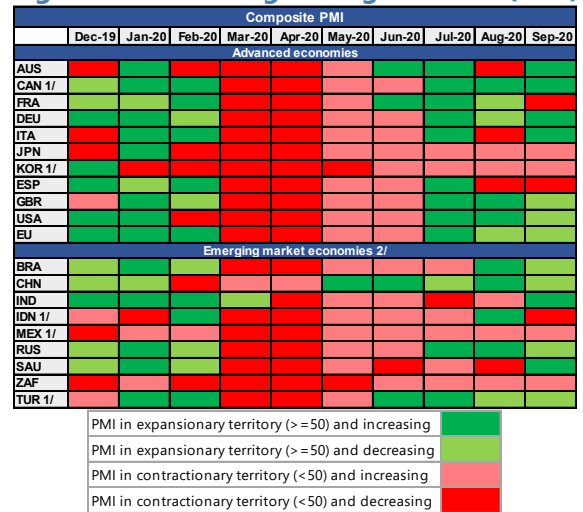 Composite PMI
Dec-19 Jan-20 Feb-20 Mar-20 Apr-20 May-20 Jun-20 Jul-20 Aug-20 Sep-20
Advanced economies
AUS
CAN 1/
FRA
DEU
ITA
JPN
KOR 1/
ESP
GBR
USA
EU
Emerging market economies 2/
BRA
CHN
IND
IDN 1/
MEX 1/
RUS
SAU
ZAF
TUR 1/
PMI in expansionary territory (>=50) and increasing
PMI in expansionary territory (>=50) and decreasing
PMI in contractionary territory (<50) and increasing
PMI in contractionary territory (<50) and decreasing